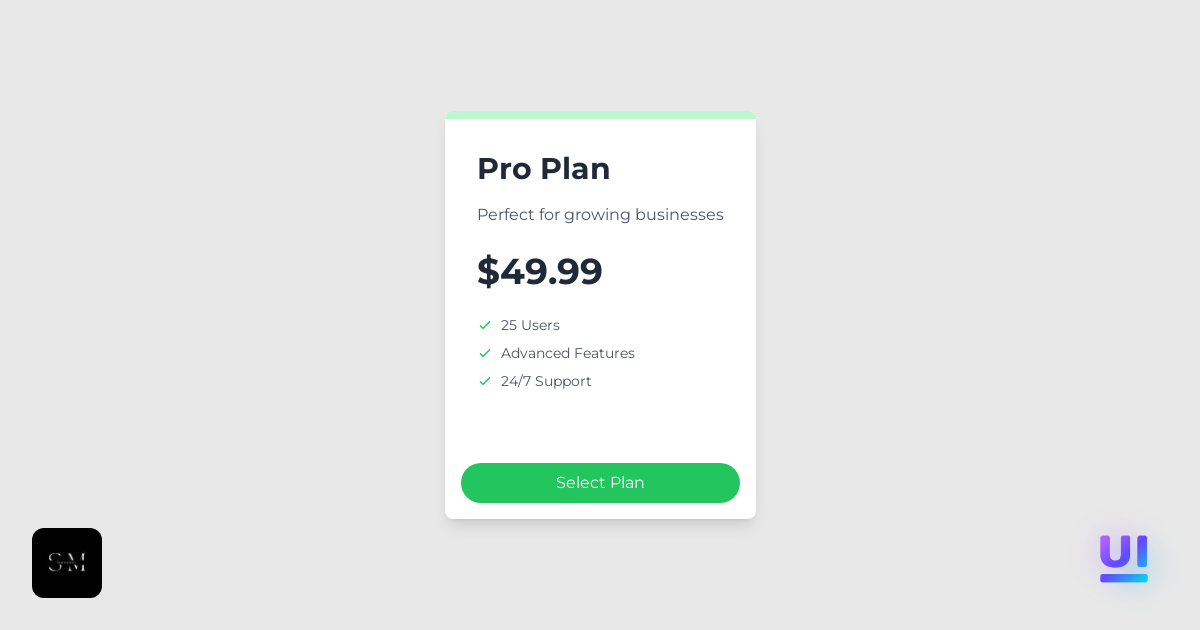 Pro Plan
Perfect for growing businesses
$49.99
25 Users
Advanced Features
24/7 Support
Select Plan
SM
UI